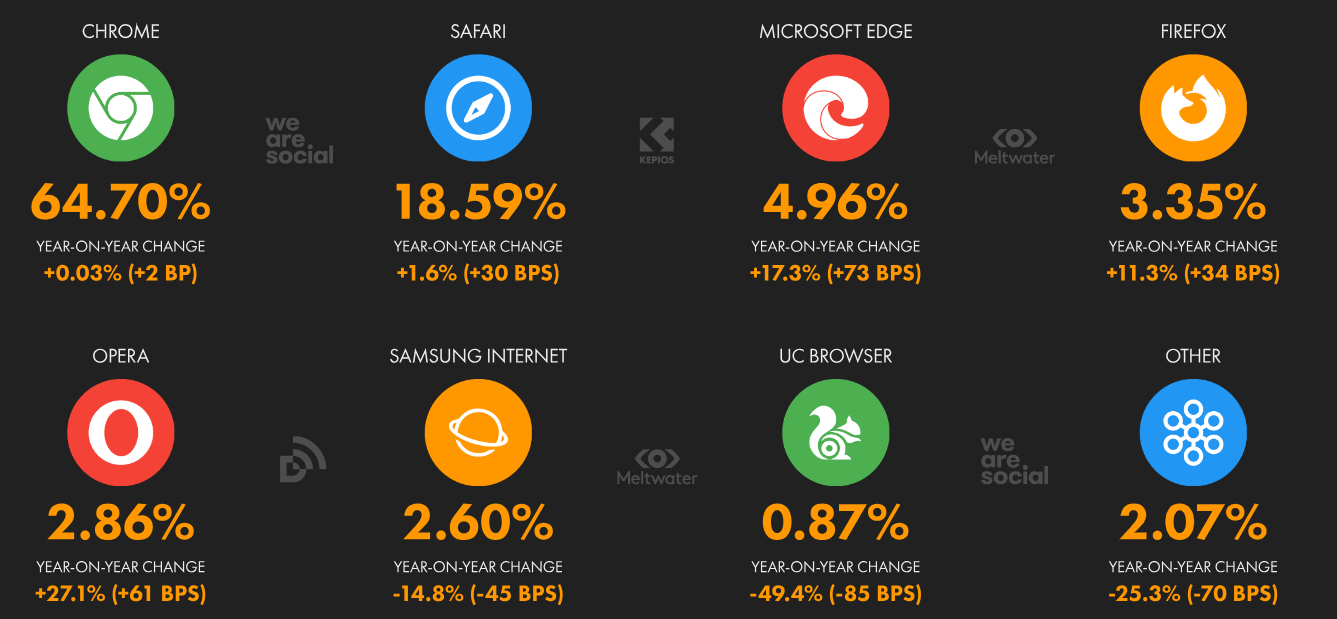 CHROME
SAFARI
MICROSOFT EDGE
FIREFOX
we
are
social
KEPIOS
Meltwater
64.70%
18.59%
4.96%
3.35%
YEAR-ON-YEAR CHANGE
YEAR-ON-YEAR CHANGE
YEAR-ON-YEAR CHANGE
YEAR-ON-YEAR CHANGE
+0.03% (+2 BP)
+1.6% (+30 BPS)
+17.3% (+73 BPS)
+11.3% (+34 BPS)
OPERA
SAMSUNG INTERNET
UC BROWSER
OTHER
Meltwater
we
are
social
2.86%
2.60%
0.87%
2.07%
YEAR-ON-YEAR CHANGE
YEAR-ON-YEAR CHANGE
YEAR-ON-YEAR CHANGE
YEAR-ON-YEAR CHANGE
+27.1% (+61 BPS)
-14.8% (-45 BPS)
-49.4% (-85 BPS)
-25.3% (-70 BPS)